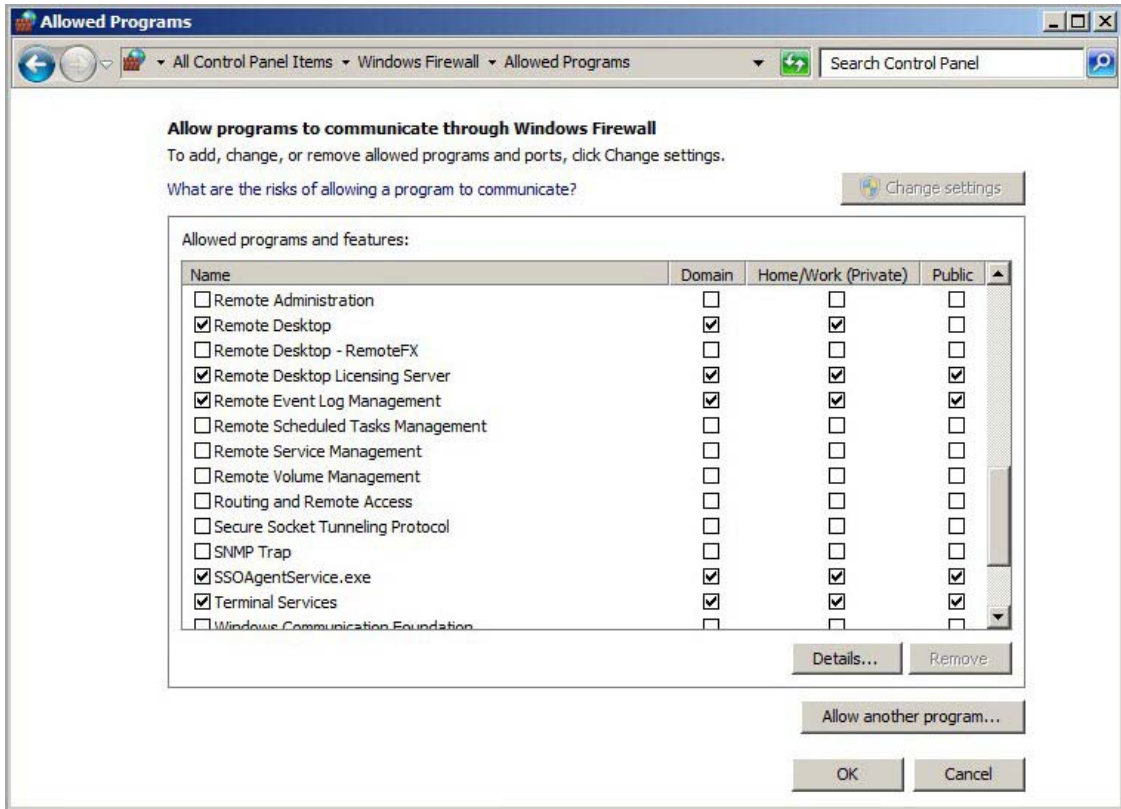 Allowed Programs
All Control Panel Items Windows Firewall Allowed Programs Search Control Panel
Allow programs to communicate through Windows Firewall
To add, change, or remove allowed programs and ports, click Change settings.
What are the risks of allowing a program to communicate? Change settings
Allowed programs and features:
Name Domain Home/Work (Private) Public
Remote Administration
Remote Desktop
Remote Desktop - RemoteFX
Remote Desktop Licensing Server
Remote Event Log Management
Remote Scheduled Tasks Management
Remote Service Management
Remote Volume Management
Routing and Remote Access
Secure Socket Tunneling Protocol
SNMP Trap
SSOAgentService.exe
Terminal Services
Windows Communication Foundation
Details... Remove
Allow another program...
OK Cancel